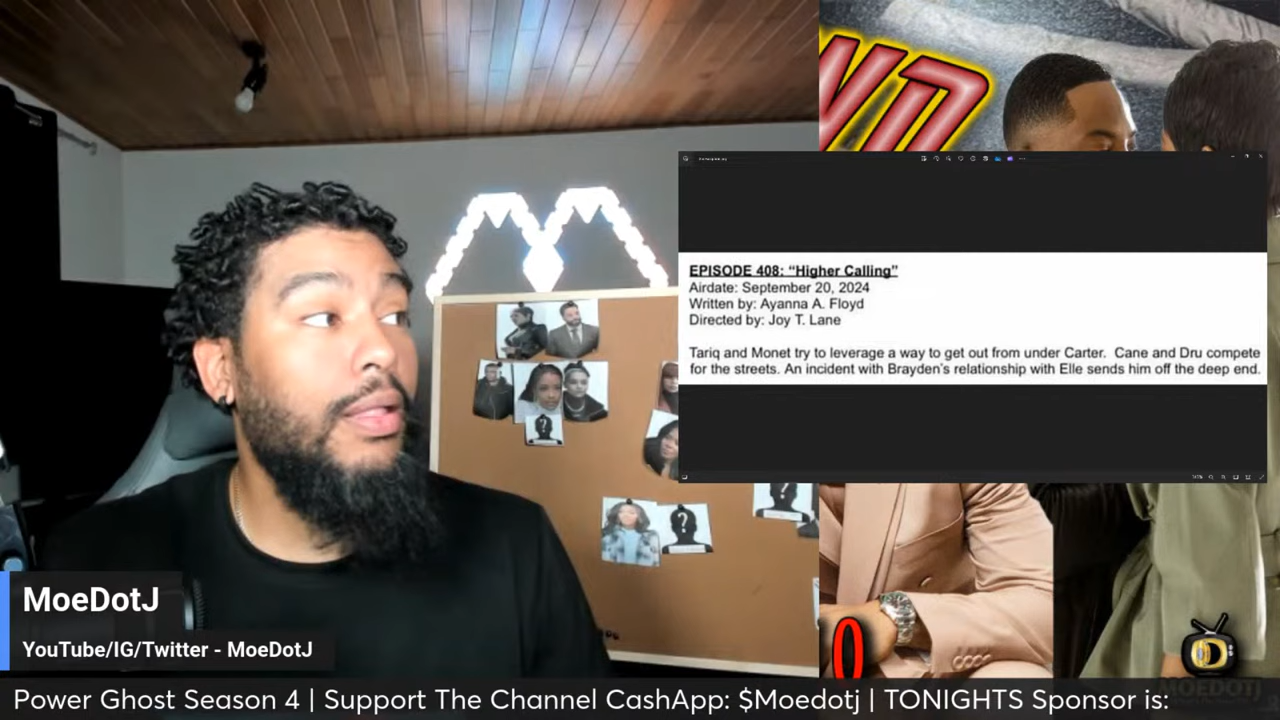 ND
EPISODE 408: “Higher Calling”
Airdate: September 20, 2024
Written by: Ayanna A. Floyd
Directed by: Joy T. Lane
Tariq and Monet try to leverage a way to get out from under Carter. Cane and Dru compete
for the streets. An incident with Brayden's relationship with Elle sends him off the deep end.
?
?
?
0
D
MOEDOTJ
MoeDotJ
YouTube/IG/Twitter - MoeDotJ
Power Ghost Season 4 | Support The Channel CashApp: $Moedotj | TONIGHTS Sponsor is: